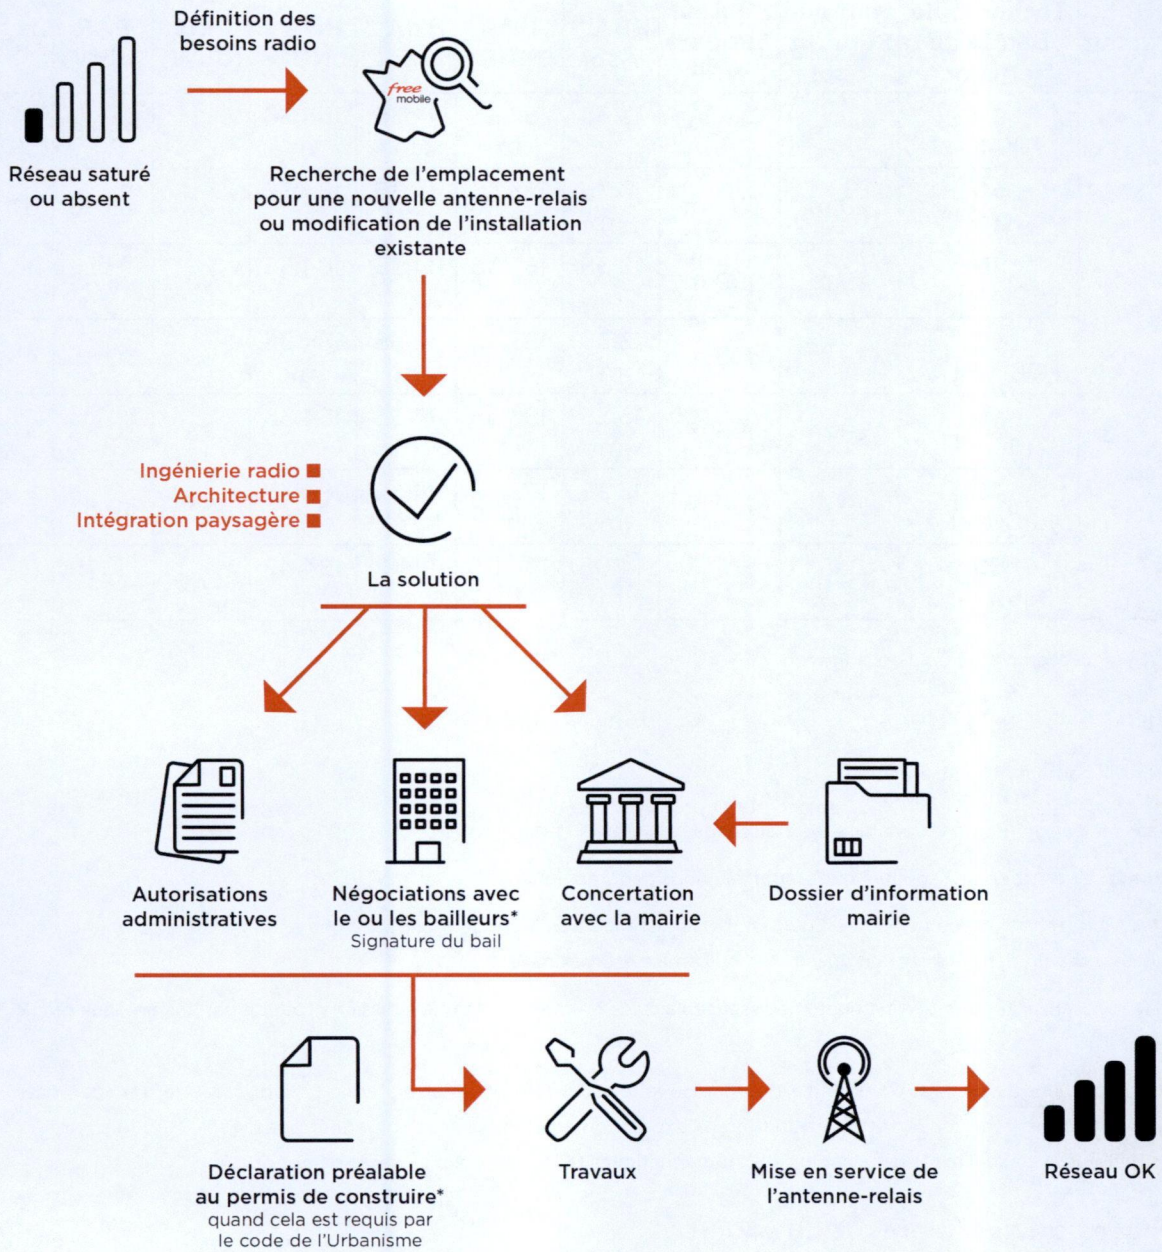 Définition des
besoins radio
free
mobile
Réseau saturé
ou absent
Recherche de l'emplacement
pour une nouvelle antenne-relais
ou modification de l'installation
existante
Ingénierie radio
Architecture
Intégration paysagère
La solution
Autorisations
administratives
Négociations avec
le ou les bailleurs*
Signature du bail
Concertation
avec la mairie
Dossier d'information
mairie
Déclaration préalable
au permis de construire*
quand cela est requis par
le code de l'Urbanisme
Travaux
Mise en service de
l'antenne-relais
Réseau OK